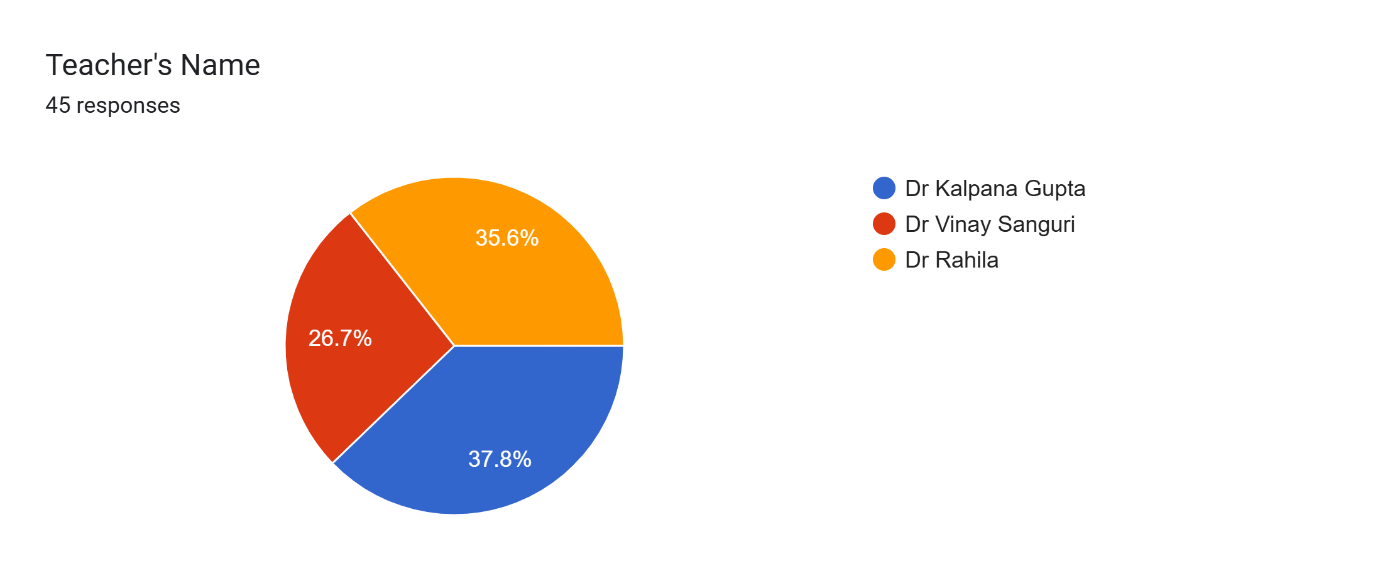 Teacher's Name
45 responses
35.6%
26.7%
37.8%
Dr Kalpana Gupta
Dr Vinay Sanguri
Dr Rahila